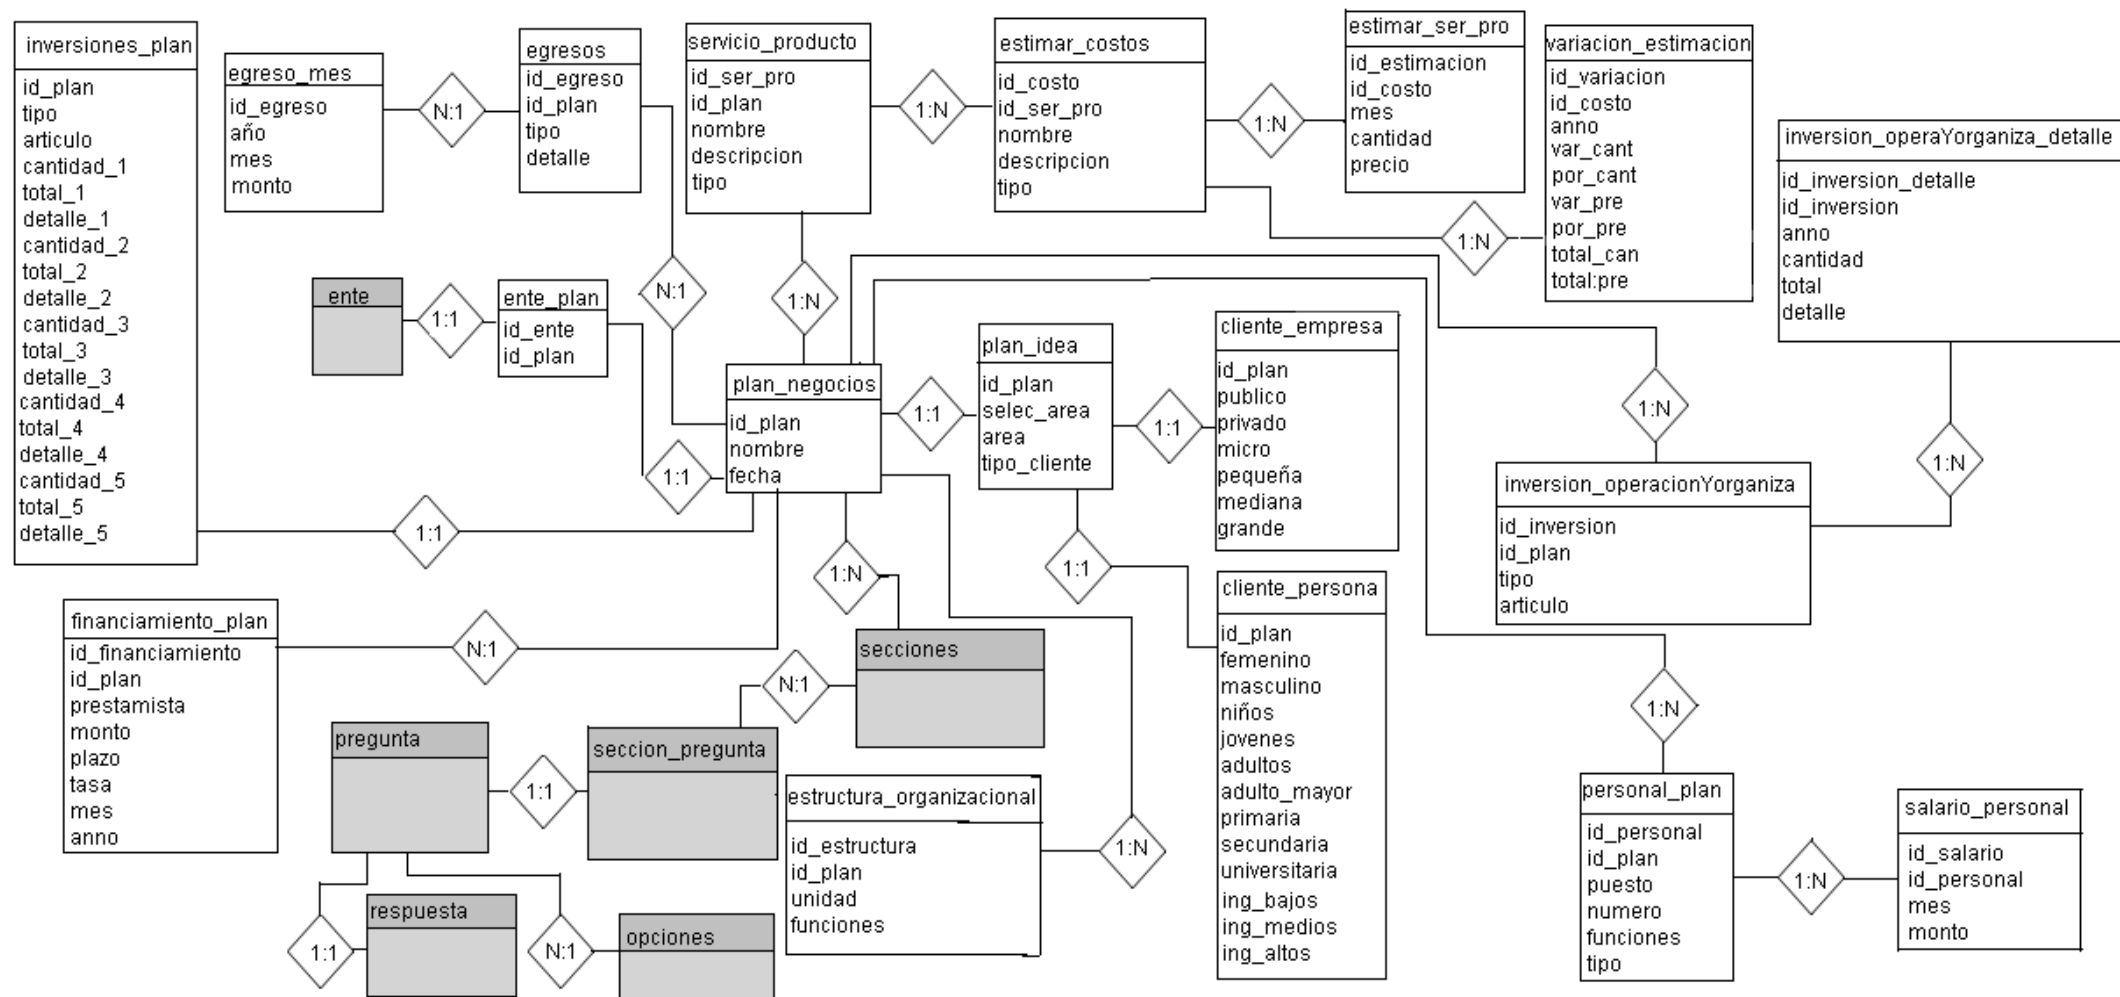 inversiones_plan
id_plan
tipo
articulo
cantidad_1
total_1
detalle_1
cantidad_2
total_2
detalle_2
cantidad_3
total_3
detalle_3
cantidad_4
total_4
detalle_4
cantidad_5
total_5
detalle_5
egreso_mes
id_egreso
año
mes
monto
N:1
egresos
id_egreso
id_plan
tipo
detalle
N:1
servicio_producto
id_ser_pro
id_plan
nombre
descripcion
tipo
1:N
1:N
estimar_costos
id_costo
id_ser_pro
nombre
descripcion
tipo
1:N
1:N
estimar_ser_pro
id_estimacion
id_costo
mes
cantidad
precio
variacion_estimacion
id_variacion
id_costo
anno
var_cant
por_cant
var_pre
por_pre
total_can
total:pre
inversion_operaYorganiza_detalle
id_inversion_detalle
id_inversion
anno
cantidad
total
detalle
ente
1:1
ente_plan
id_ente
id_plan
1:1
plan_negocios
id_plan
nombre
fecha
1:1
plan_idea
id_plan
selec_area
area
tipo_cliente
1:1
1:1
cliente_empresa
id_plan
publico
privado
micro
pequeña
mediana
grande
1:N
1:N
inversion_operacionYorganiza
id_inversion
id_plan
tipo
articulo
1:1
1:N
cliente_persona
id_plan
femenino
masculino
niños
jovenes
adultos
adulto_mayor
primaria
secundaria
universitaria
ing_bajos
ing_medios
ing_altos
financiamiento_plan
id_financiamiento
id_plan
prestamista
monto
plazo
tasa
mes
anno
N:1
secciones
N:1
pregunta
1:1
seccion_pregunta
estructura_organizacional
id_estructura
id_plan
unidad
funciones
1:N
1:N
personal_plan
id_personal
id_plan
puesto
numero
funciones
tipo
1:N
salario_personal
id_salario
id_personal
mes
monto
1:1
respuesta
N:1
opciones